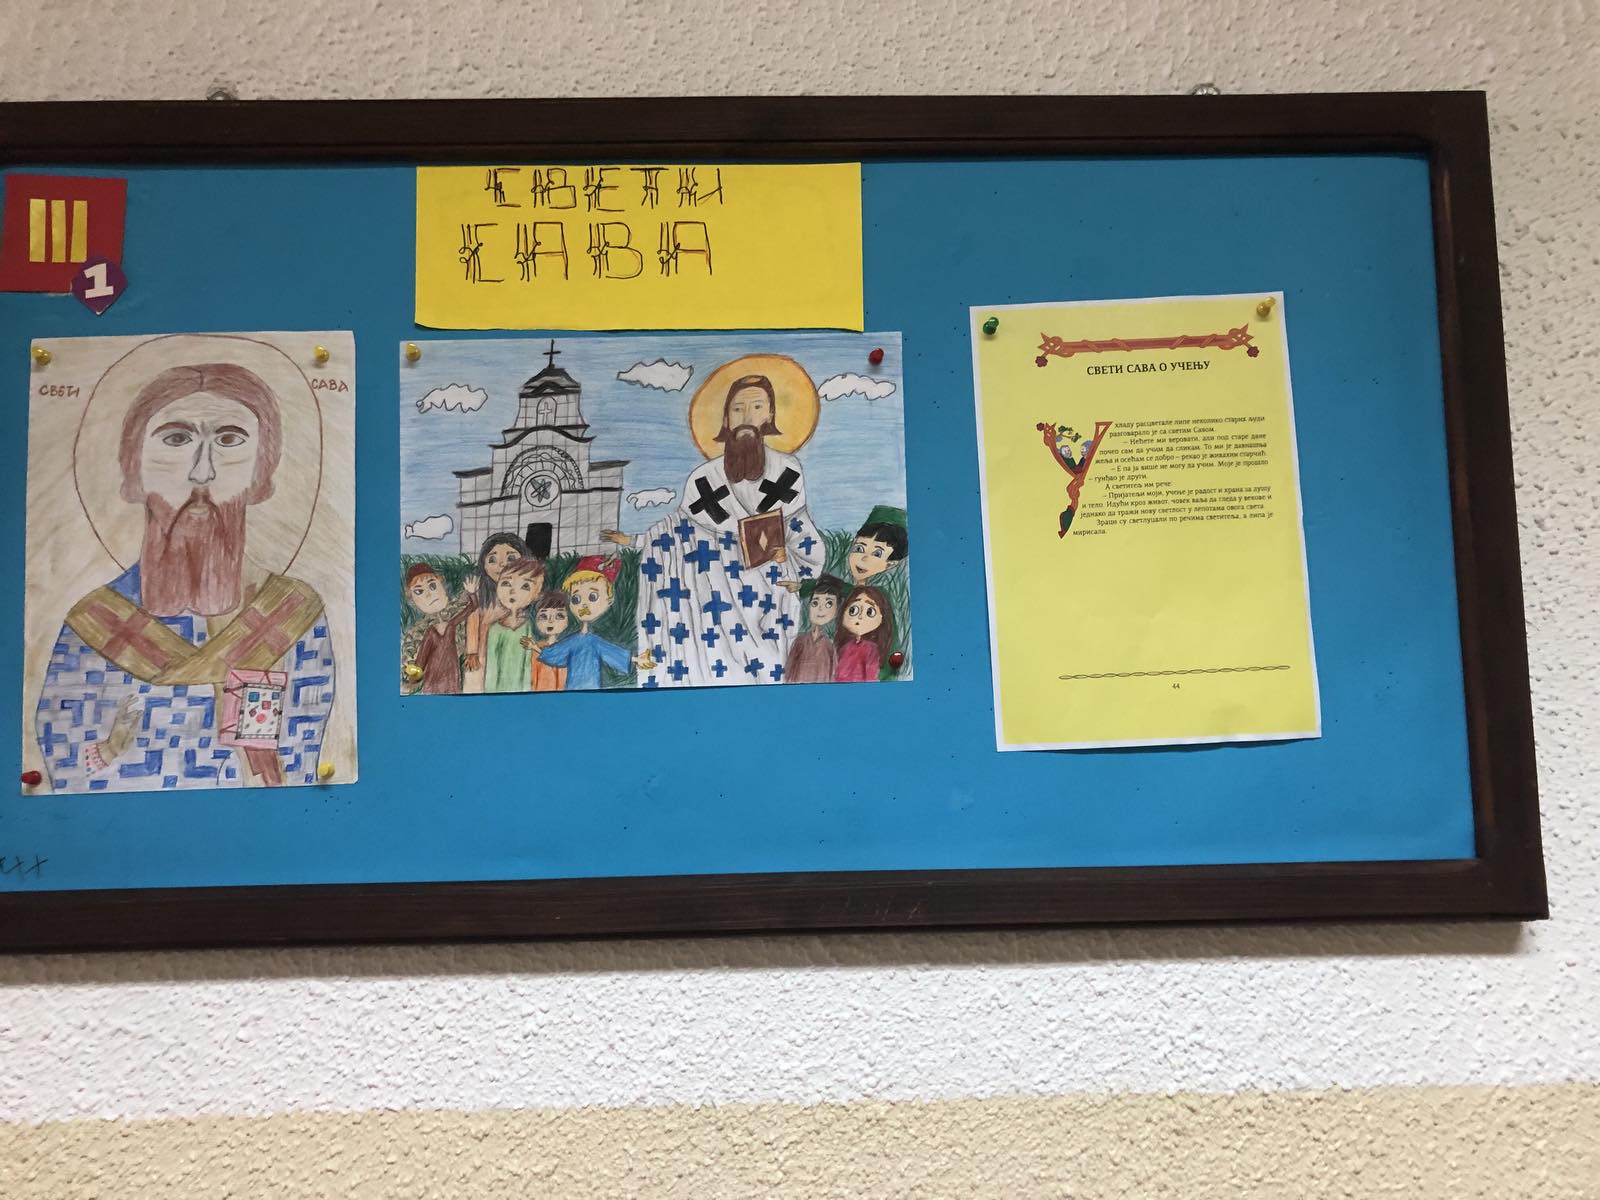 III
1
СВЕТИ
САВА
СВЕТИ САВА
СВЕТИ САВА О УЧЕЊУ
У хладу расцветале липе неколико старих људи
разговарало је са светим Савом.
– Нећете ми веровати, али под старе дане
почео сам да учим да сликам. То ми је давнашња
жеља и осећам се добро – рекао је живахни старчић.
– Е па ја више не могу да учим. Моје је прошло
– гунђао је други.
А светитељ им рече:
– Пријатељи моји, учење је радост и храна за душу
и тело. Идући кроз живот, човек ваља да гледа у векове и
једнако да тражи нову светлост у лепотама овога света.
Зраци су светлуцали по речима светитеља, а липа је
мирисала.
44